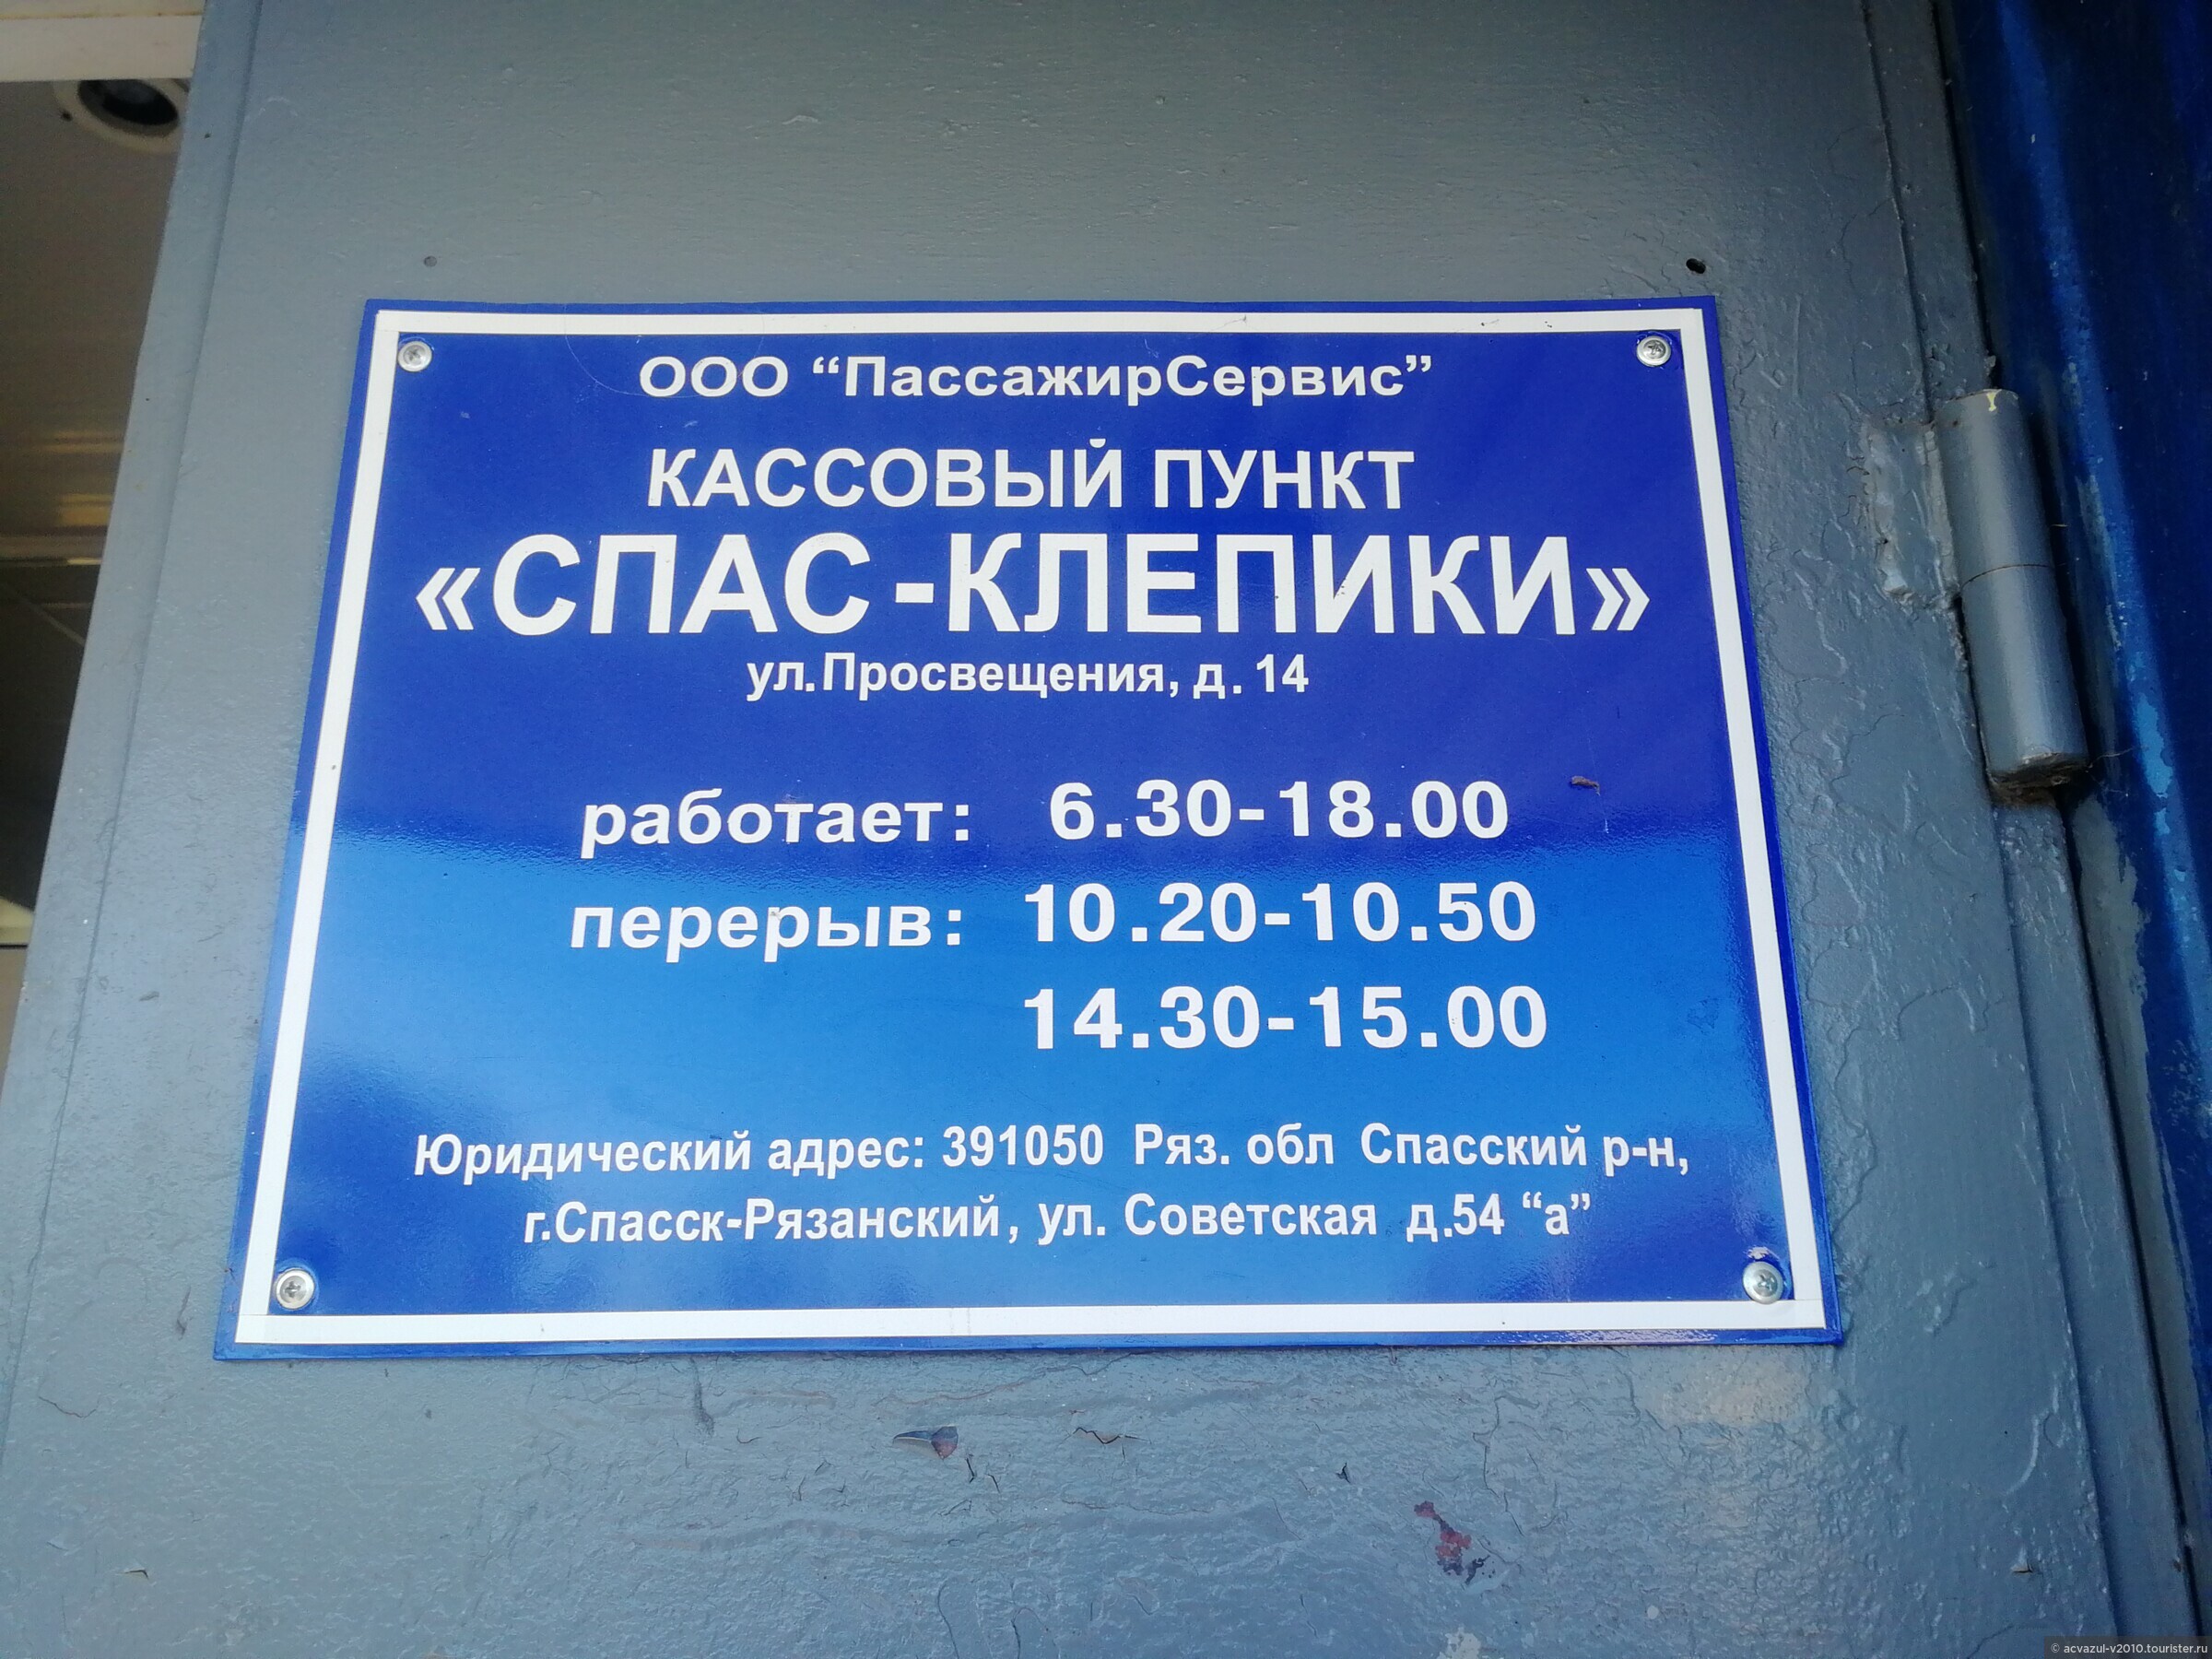 ООО “ПассажирСервис”
КАССОВЫЙ ПУНКТ
«СПАС-КЛЕПИКИ»
ул.Просвещения, д. 14
работает: 6.30-18.00
перерыв: 10.20-10.50
14.30-15.00
Юридический адрес: 391050 Ряз. обл Спасский р-н,
г.Спасск-Рязанский, ул. Советская д.54 “а”
© acvazul-v2010.tourister.ru